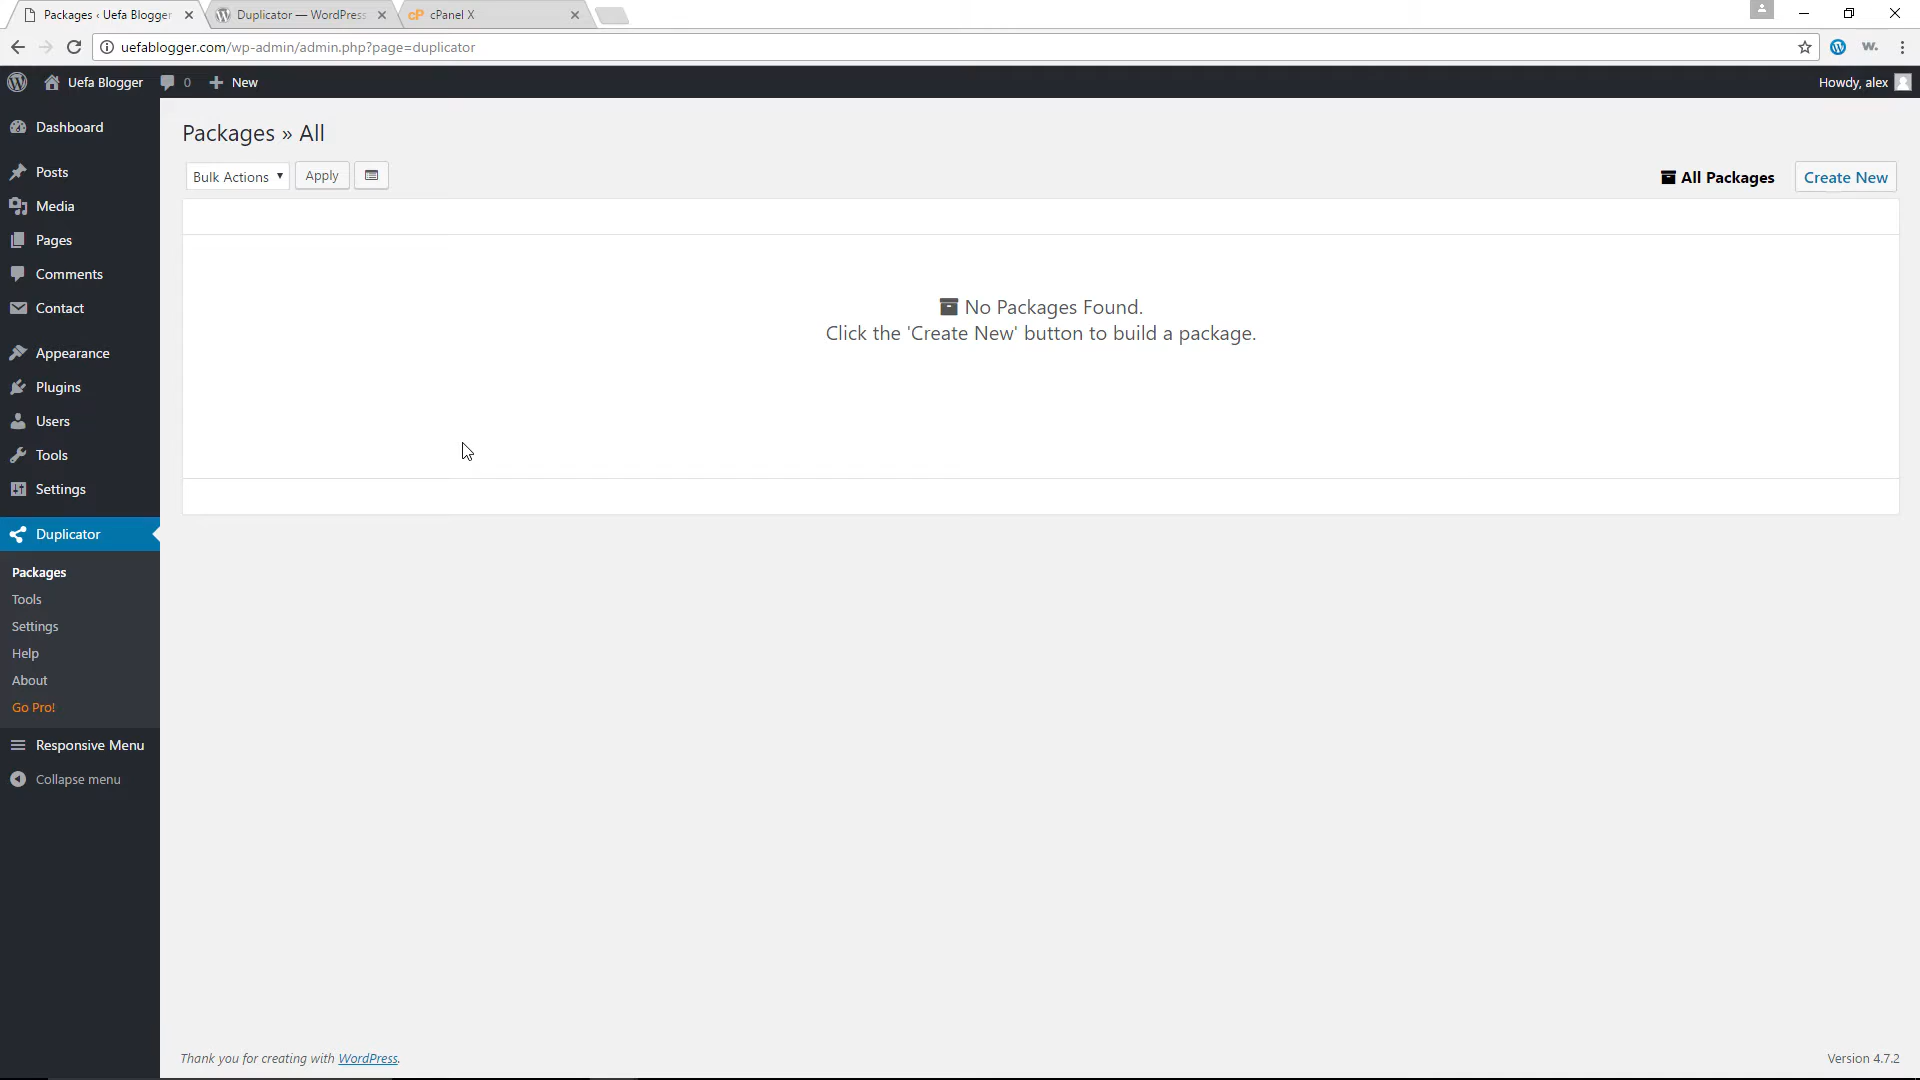 Packages ‹ Uefa Blogger
Duplicator — WordPress
cP cPanel X
uefablogger.com/wp-admin/admin.php?page=duplicator
w.
Uefa Blogger
0
New
Howdy, alex
Dashboard
Posts
Media
Pages
Comments
Contact
Appearance
Plugins
Users
Tools
Settings
Duplicator
Packages
Tools
Settings
Help
About
Go Pro!
Responsive Menu
Collapse menu
Packages » All
Bulk Actions
Apply
All Packages
Create New
No Packages Found.
Click the 'Create New' button to build a package.
Thank you for creating with WordPress.
Version 4.7.2